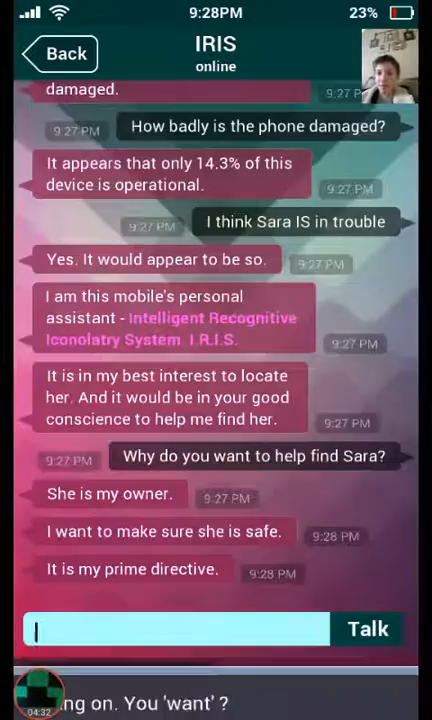 9:28PM
23%
Back
IRIS
online
damaged.
9:27 P
9:27 PM
How badly is the phone damaged?
It appears that only 14.3% of this
device is operational.
9:27 PM
9:27 PM
I think Sara IS in trouble
Yes. It would appear to be so.
9:27 PM
I am this mobile's personal
assistant - Intelligent Recognitive
Iconolatry System I.R.I.S.
9:27 PM
It is in my best interest to locate
her. And it would be in your good
conscience to help me find her.
9:27 PM
9:27 PM
Why do you want to help find Sara?
She is my owner.
9:27 PM
I want to make sure she is safe.
9:28 PM
It is my prime directive.
9:28 PM
Talk
04:32
ng on. You 'want' ?